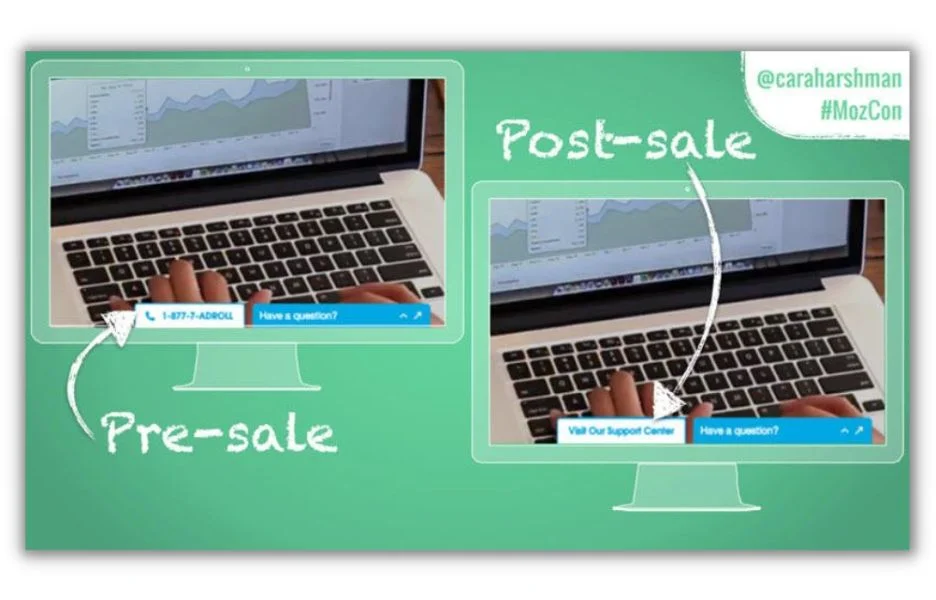 @caraharshman
#MozCon
Post-sale
1-877-7-ADROLL
Have a question?
Pre-sale
Visit Our Support Center
Have a question?